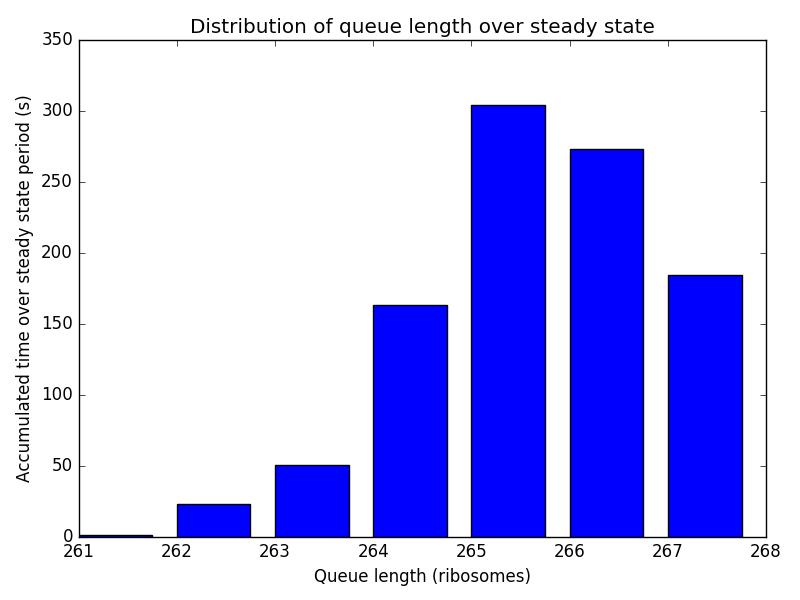 Distribution of queue length over steady state
350
300
250
200
150
100
50
0
Accumulated time over steady state period (s)
261 262 263 264 265 266 267 268
Queue length (ribosomes)